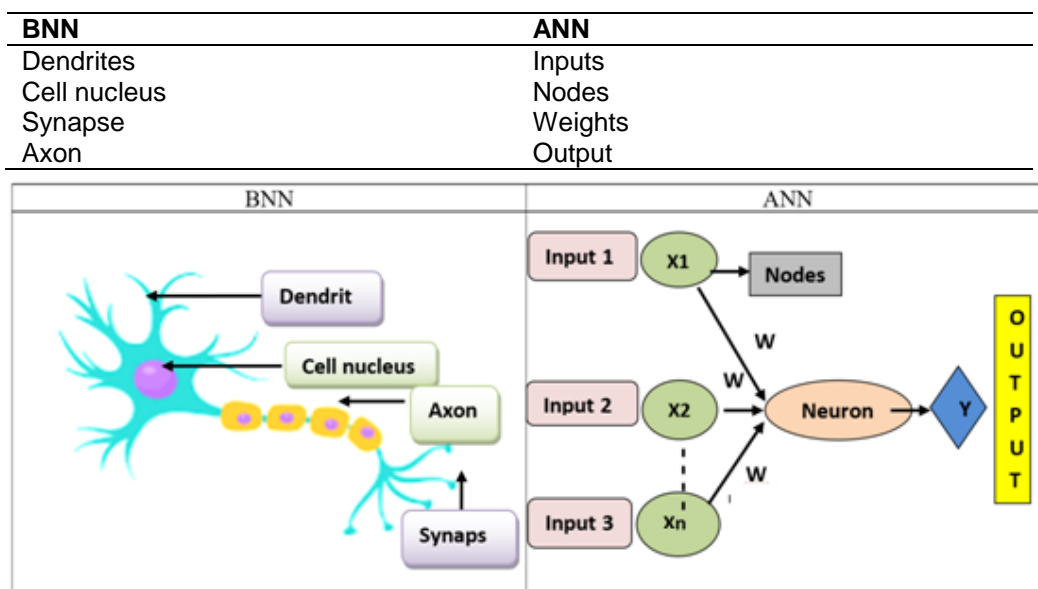 BNN ANN
Dendrites Inputs
Cell nucleus Nodes
Synapse Weights
Axon Output
BNN ANN
Dendrit
Cell nucleus
Axon
Synaps
Input 1 X1 Nodes
W
W
Input 2 X2 Neuron Y
W
Input 3 Xn
O
U
T
P
U
T